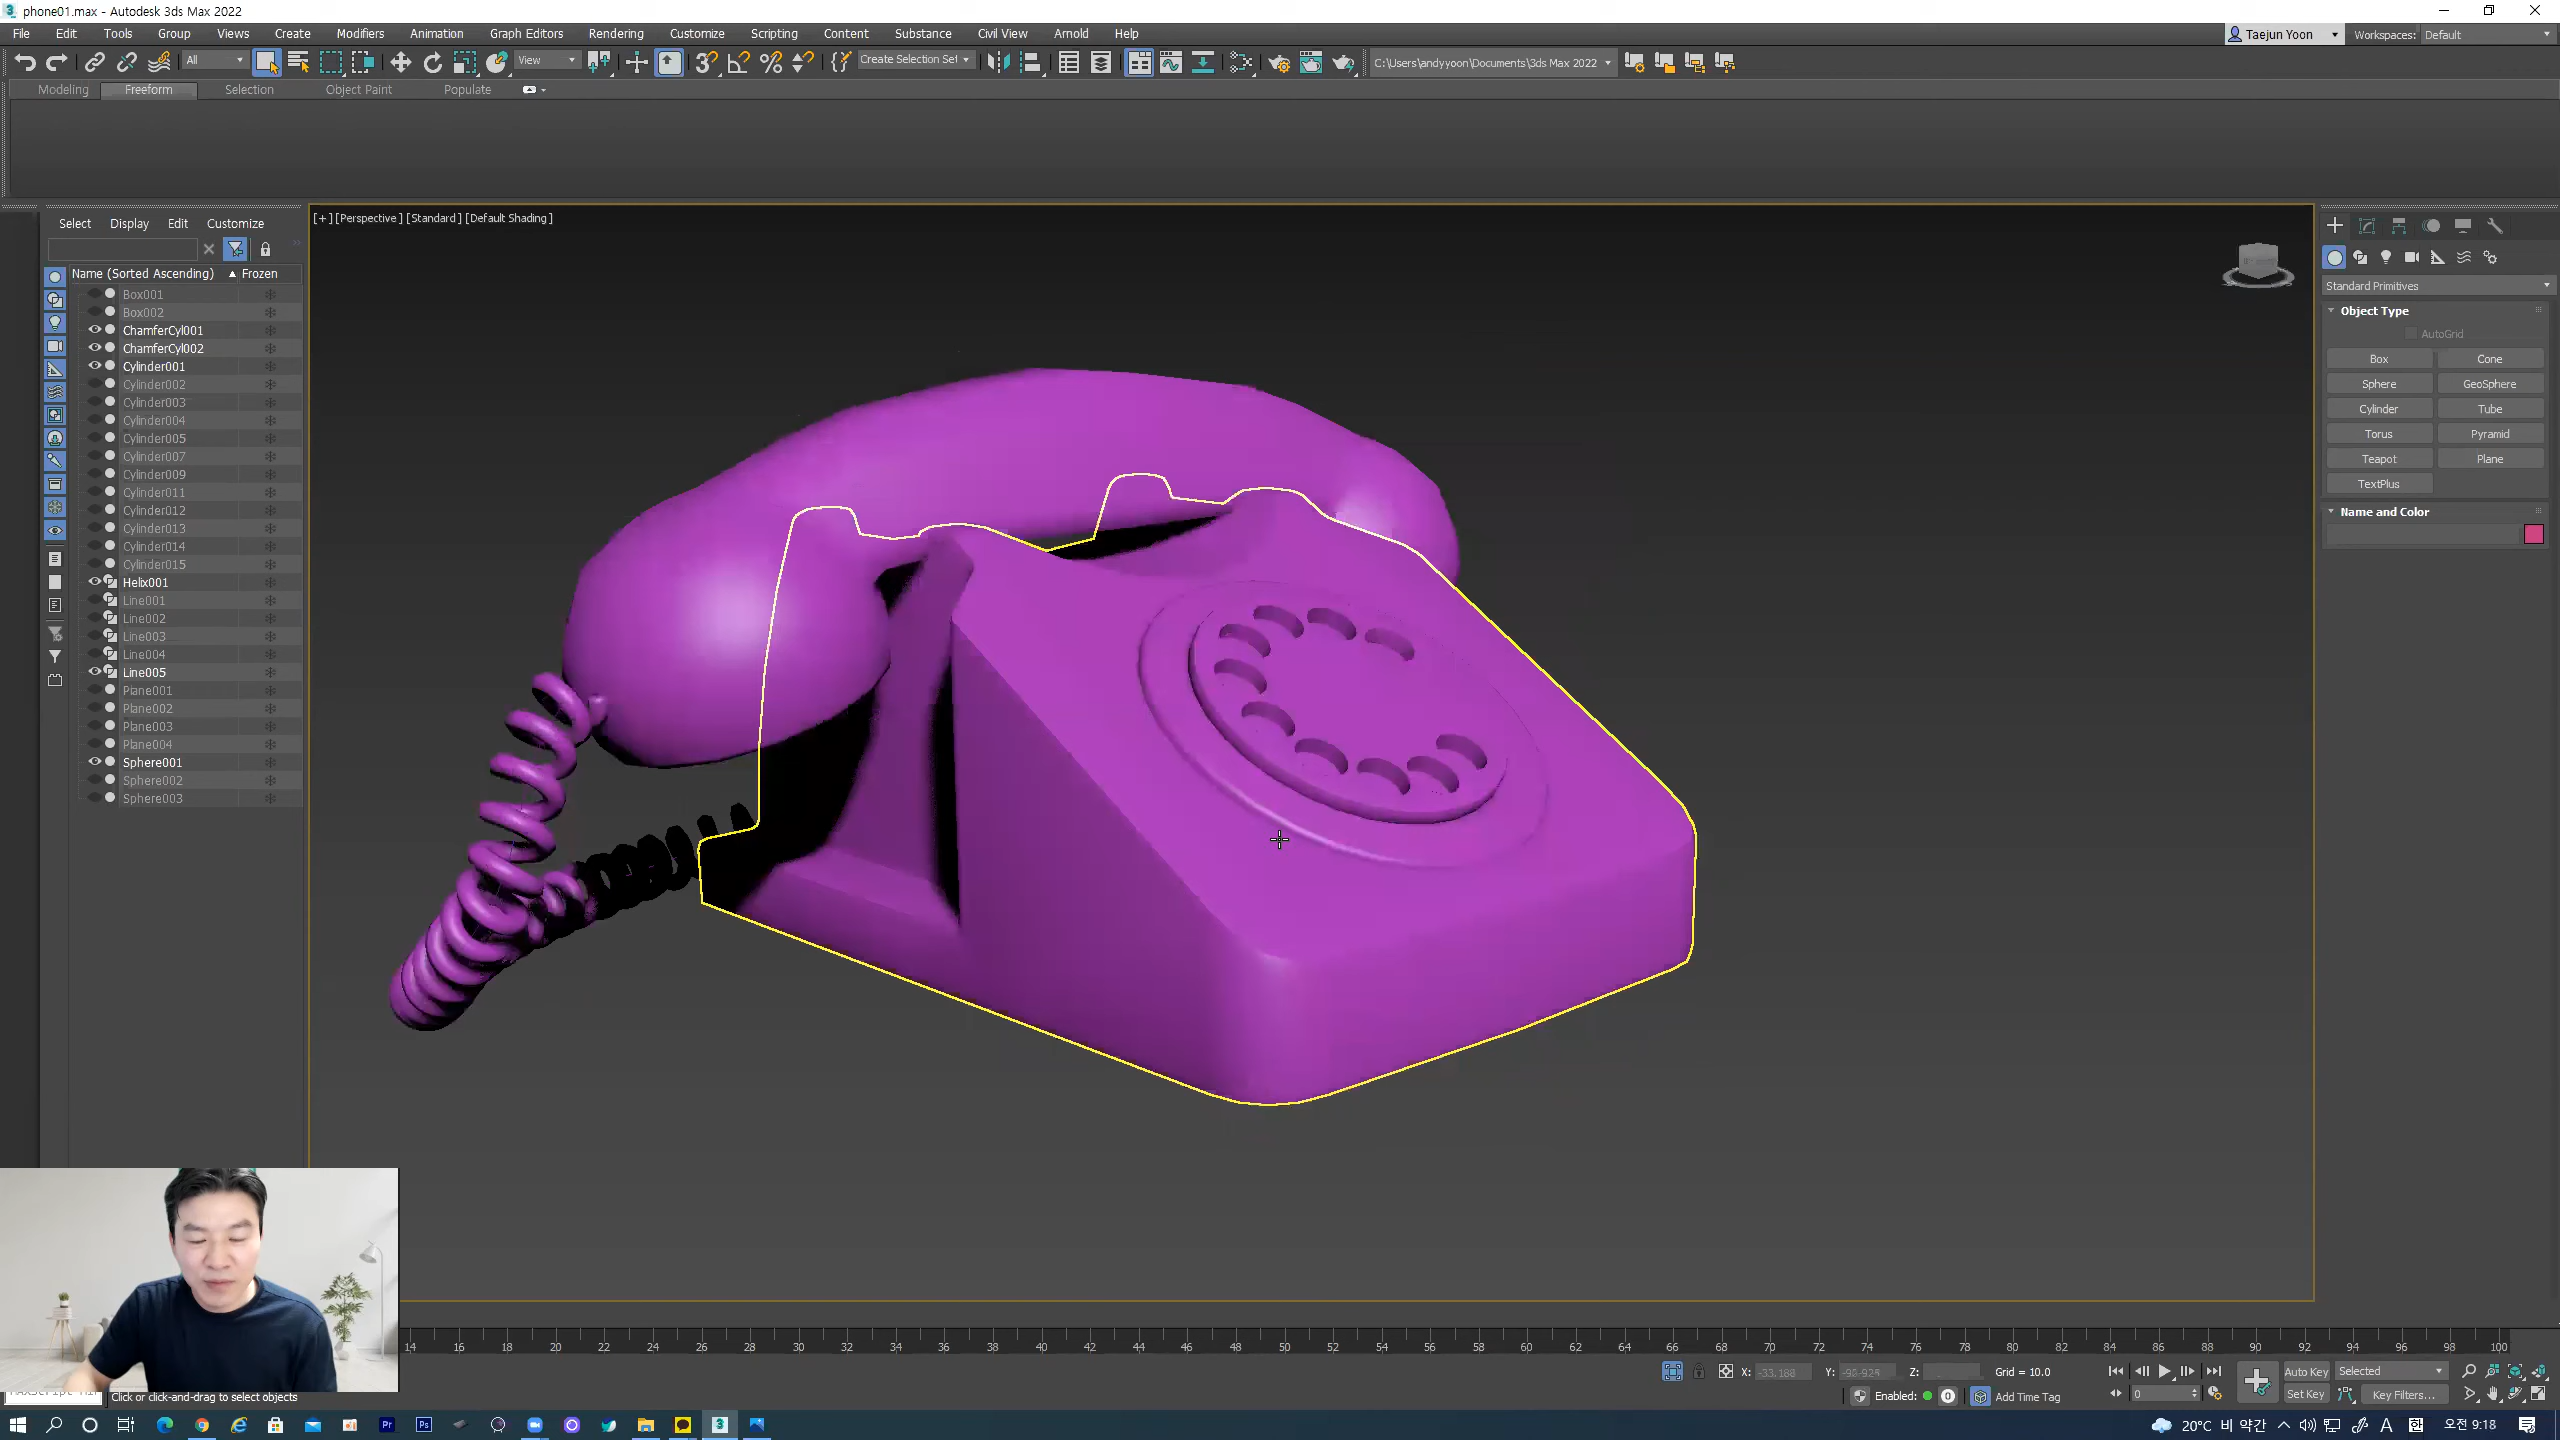 phone01.max - Autodesk 3ds Max 2022
File Edit Tools Group Views Create Modifiers Animation Graph Editors Rendering Customize Scripting Content Substance Civil View Arnold Help
Taejun Yoon Workspaces: Default
All View Create Selection Set C:\Users\andyyoon\Documents\3ds Max 2022
Modeling Freeform Selection Object Paint Populate
Select Display Edit Customize
[+] [Perspective] [Standard] [Default Shading]
Name (Sorted Ascending) Frozen
Box001
Box002
ChamferCyl001
ChamferCyl002
Cylinder001
Cylinder002
Cylinder003
Cylinder004
Cylinder005
Cylinder007
Cylinder009
Cylinder011
Cylinder012
Cylinder013
Cylinder014
Cylinder015
Helix001
Line001
Line002
Line003
Line004
Line005
Plane001
Plane002
Plane003
Plane004
Sphere001
Sphere002
Sphere003
Standard Primitives
Object Type
AutoGrid
Box Cone
Sphere GeoSphere
Cylinder Tube
Torus Pyramid
Teapot Plane
TextPlus
Name and Color
14 16 18 20 22 24 26 28 30 32 34 36 38 40 42 44 46 48 50 52 54 56 58 60 62 64 66 68 70 72 74 76 78 80 82 84 86 88 90 92 94 96 98 100
X: -33.188 Y: -93.925 Z: Grid = 10.0 Auto Key Selected
Click or click-and-drag to select objects Enabled: 0 Add Time Tag 0 Set Key Key Filters...
20°C 비 약간 A 한 오전 9:18